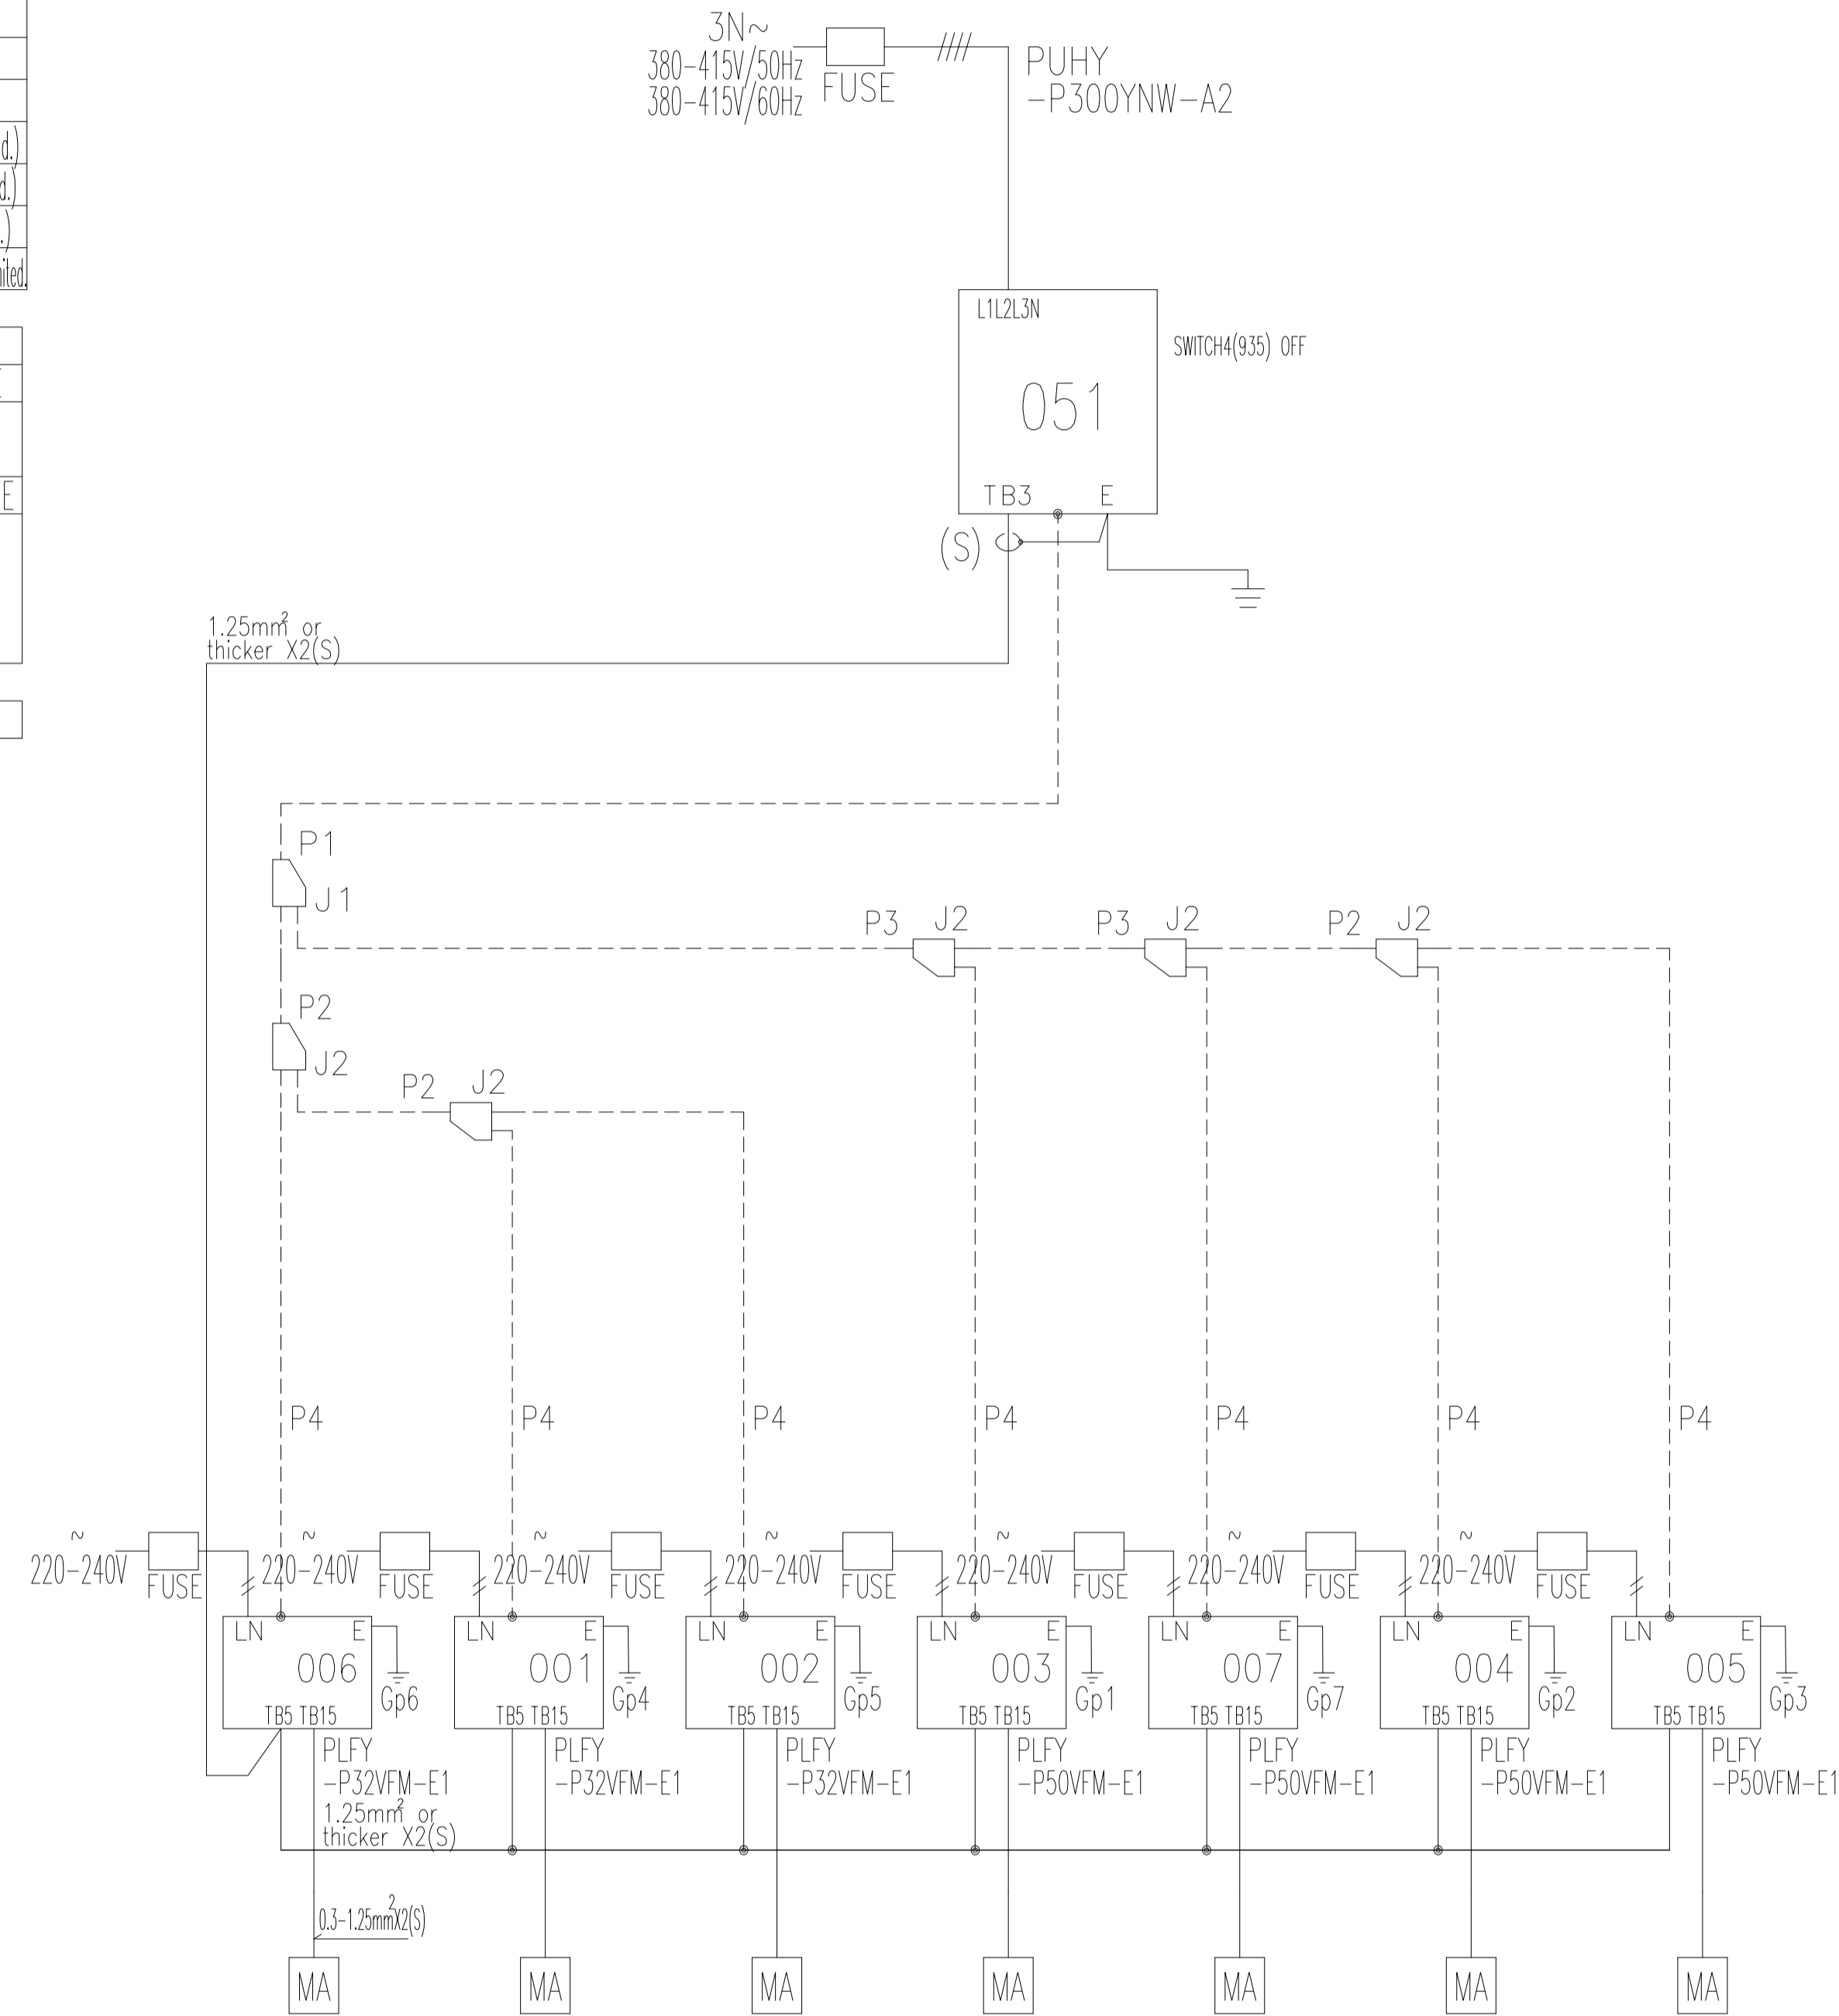 3N~
380-415V/50Hz
380-415V/60Hz
FUSE
PUHY
-P300YNW-A2
d.)
d.)
.)
ited.
L1L2L3N
SWITCH4(935) OFF
051
E
TB3 E
(S)
1.25mm² or
thicker X2(S)
P1
J1
P3 J2 P3 J2 P2 J2
P2
J2
P2 J2
P4 P4 P4 P4 P4 P4 P4
~ ~ ~ ~ ~ ~ ~
220-240V 220-240V 220-240V 220-240V 220-240V 220-240V 220-240V
FUSE FUSE FUSE FUSE FUSE FUSE FUSE
LN E LN E LN E LN E LN E LN E LN E
006 001 002 003 007 004 005
Gp6 Gp4 Gp5 Gp1 Gp7 Gp2 Gp3
TB5 TB15 TB5 TB15 TB5 TB15 TB5 TB15 TB5 TB15 TB5 TB15 TB5 TB15
PLFY PLFY PLFY PLFY PLFY PLFY PLFY
-P32VFM-E1 -P32VFM-E1 -P32VFM-E1 -P50VFM-E1 -P50VFM-E1 -P50VFM-E1 -P50VFM-E1
1.25mm² or
thicker X2(S)
0.3-1.25mm²X2(S)
MA MA MA MA MA MA MA